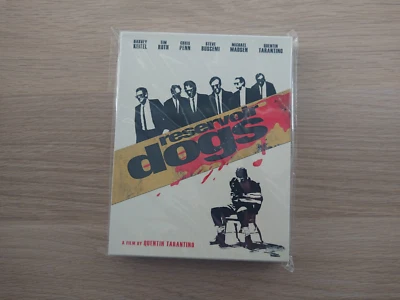 HARVEY KEITEL
TIM ROTH
CHRIS PENN
STEVE BUSCEMI
MICHAEL MADSEN
QUENTIN TARANTINO
reservoir
dogs
A FILM BY QUENTIN TARANTINO